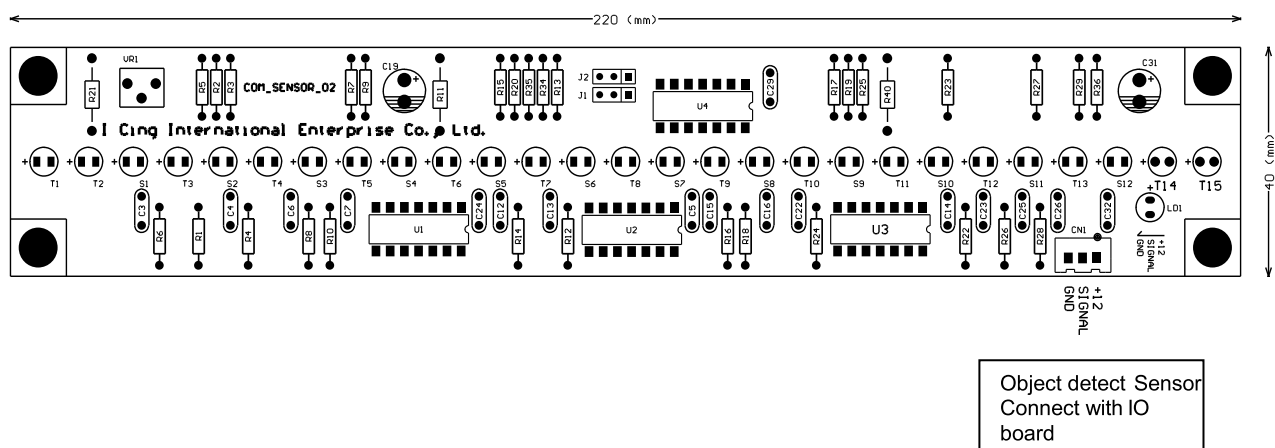 220 (mm)
VR1 C19 J2 J1 U4 C29 C31
R21 R5 R2 R3 COM_SENSOR_02 R7 R9 R11 R15 R20 R35 R34 R13 R17 R19 R25 R40 R23 R27 R29 R36
I Cing International Enterprise Co., Ltd.
40 (mm)
+ + + + + + + + + + + + + + + + + + + + + + + + + + +
T1 T2 S1 T3 S2 T4 S3 T5 S4 T6 S5 T7 S6 T8 S7 T9 S8 T10 S9 T11 S10 T12 S11 T13 S12 T14 T15
C3 C4 C6 C7 C24 C12 C13 C5 C15 C16 C22 C14 C23 C25 C26 C32 + LD1
R6 R1 R4 R8 R10 U1 R14 R12 U2 R16 R18 R24 U3 R22 R26 R28 CN1
+12
SIGNAL
GND
+12
SIGNAL
GND
Object detect Sensor
Connect with IO
board